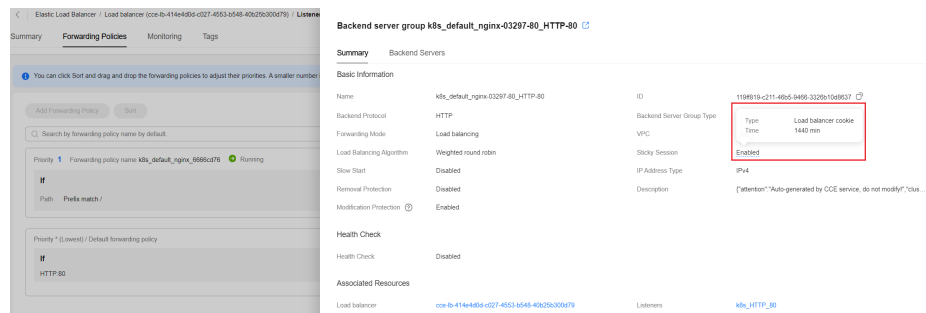 Elastic Load Balancer / Load balancer (cce-lb-414e4d0d-c027-4553-b548-40b25b300d79) / Listene
Summary Forwarding Policies Monitoring Tags
You can click Sort and drag and drop the forwarding policies to adjust their priorities. A smaller number
Add Forwarding Policy Sort
Search by forwarding policy name by default.
Priority 1 Forwarding policy name k8s_default_nginx_6666cd76 Running
If
Path Prefix match /
Priority * (Lowest) / Default forwarding policy
If
HTTP:80
Backend server group k8s_default_nginx-03297-80_HTTP-80
Summary Backend Servers
Basic Information
Name k8s_default_nginx-03297-80_HTTP-80 ID 119ff819-c211-46b5-9466-3326b10d8637
Backend Protocol HTTP Backend Server Group Type
Type Load balancer cookie
Time 1440 min
Forwarding Mode Load balancing VPC
Load Balancing Algorithm Weighted round robin Sticky Session Enabled
Slow Start Disabled IP Address Type IPv4
Removal Protection Disabled Description {"attention":"Auto-generated by CCE service, do not modify!","clus...
Modification Protection Enabled
Health Check
Health Check Disabled
Associated Resources
Load balancer cce-lb-414e4d0d-c027-4553-b548-40b25b300d79 Listeners k8s_HTTP_80